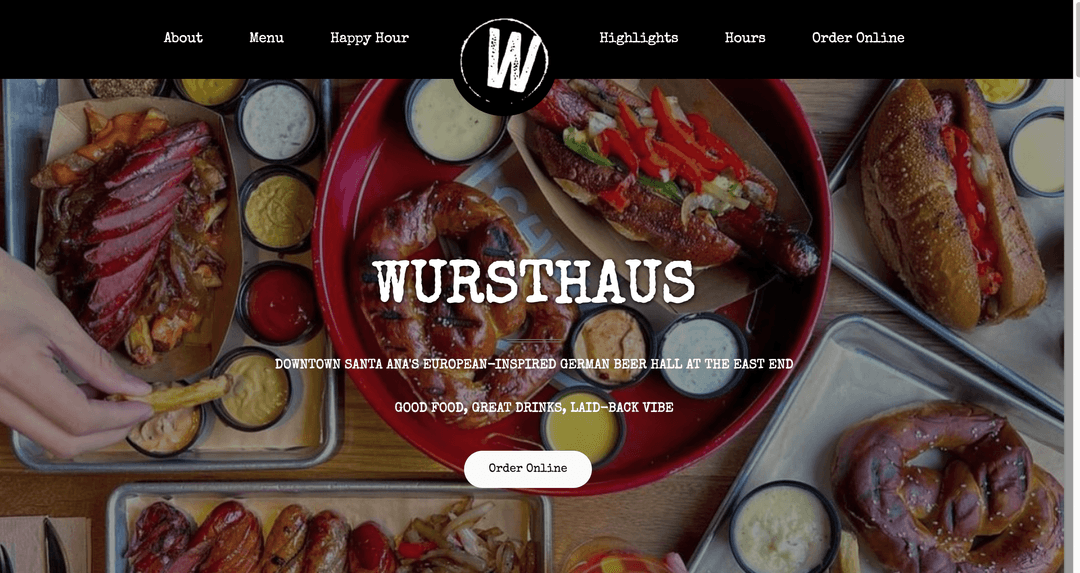 About
Menu
Happy Hour
W
Highlights
Hours
Order Online
WURSTHAUS
DOWNTOWN SANTA ANA'S EUROPEAN-INSPIRED GERMAN BEER HALL AT THE EAST END
GOOD FOOD, GREAT DRINKS, LAID-BACK VIBE
Order Online